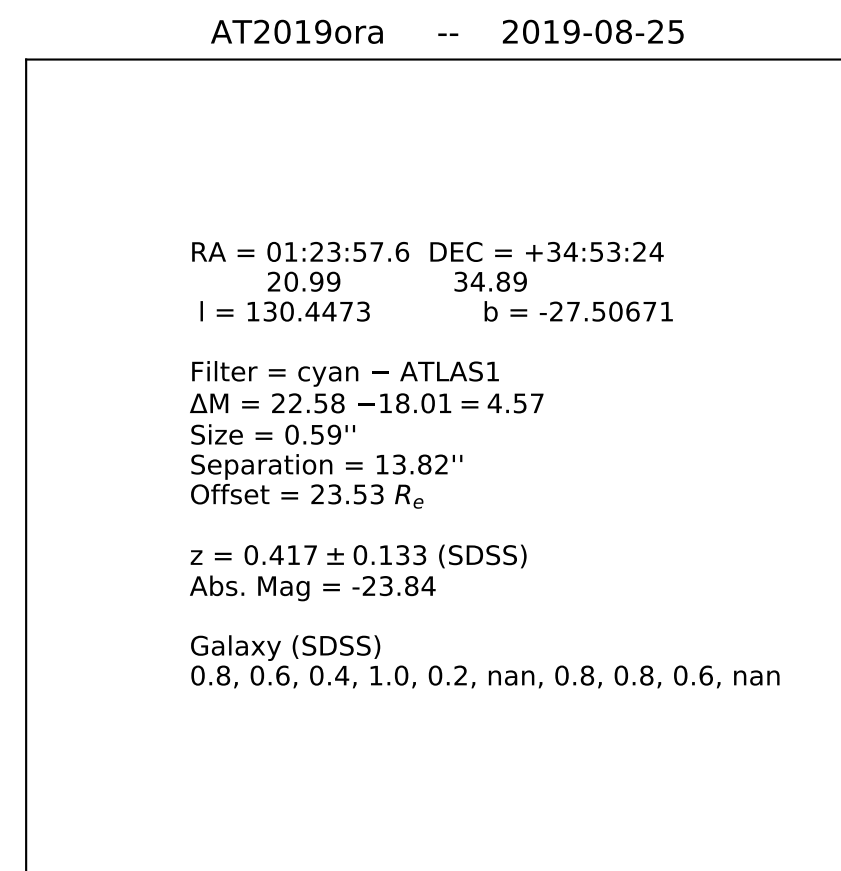 AT2019ora -- 2019-08-25
RA = 01:23:57.6 DEC = +34:53:24
20.99 34.89
l = 130.4473 b = -27.50671
Filter = cyan − ATLAS1
ΔM = 22.58 −18.01 = 4.57
Size = 0.59''
Separation = 13.82''
Offset = 23.53 Re
z = 0.417 ± 0.133 (SDSS)
Abs. Mag = -23.84
Galaxy (SDSS)
0.8, 0.6, 0.4, 1.0, 0.2, nan, 0.8, 0.8, 0.6, nan